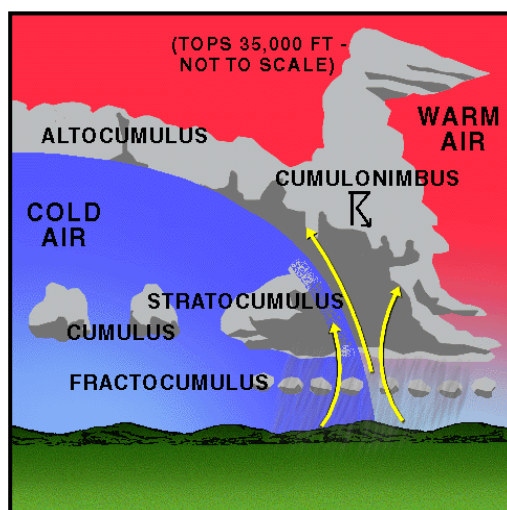 (TOPS 35,000 FT -
NOT TO SCALE)
WARM
AIR
ALTOCUMULUS
CUMULONIMBUS
COLD
AIR
STRATOCUMULUS
CUMULUS
FRACTOCUMULUS